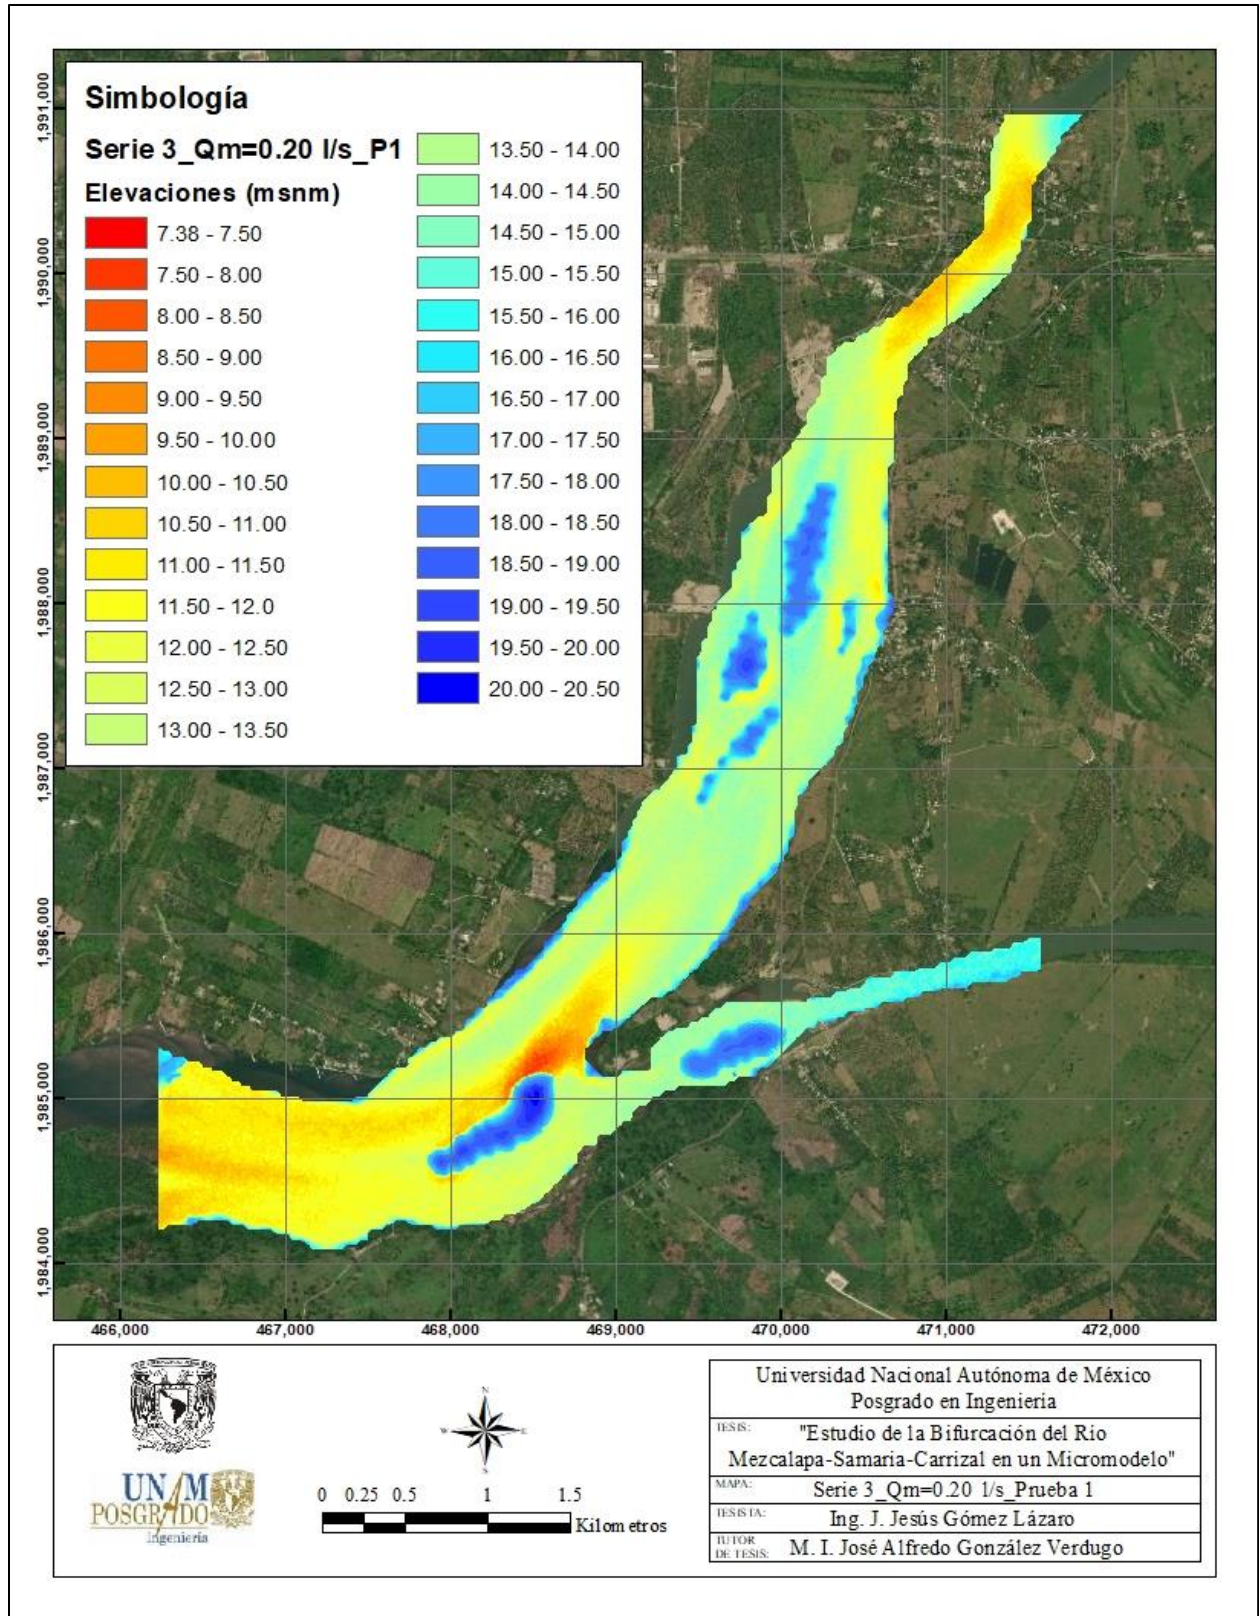 Simbología
Serie 3_Qm=0.20 l/s_P1
Elevaciones (msnm)
7.38 - 7.50
7.50 - 8.00
8.00 - 8.50
8.50 - 9.00
9.00 - 9.50
9.50 - 10.00
10.00 - 10.50
10.50 - 11.00
11.00 - 11.50
11.50 - 12.0
12.00 - 12.50
12.50 - 13.00
13.00 - 13.50
13.50 - 14.00
14.00 - 14.50
14.50 - 15.00
15.00 - 15.50
15.50 - 16.00
16.00 - 16.50
16.50 - 17.00
17.00 - 17.50
17.50 - 18.00
18.00 - 18.50
18.50 - 19.00
19.00 - 19.50
19.50 - 20.00
20.00 - 20.50
1,991,000
1,990,000
1,989,000
1,988,000
1,987,000
1,986,000
1,985,000
1,984,000
466,000
467,000
468,000
469,000
470,000
471,000
472,000
UNAM
POSGRADO
Ingeniería
N
W
E
S
0 0.25 0.5 1 1.5
Kilometros
Universidad Nacional Autónoma de México
Posgrado en Ingeniería
TESIS: "Estudio de la Bifurcación del Río
Mezcalapa-Samaria-Carrizal en un Micromodelo"
MAPA: Serie 3_Qm=0.20 l/s_Prueba 1
TESISTA: Ing. J. Jesús Gómez Lázaro
TUTOR
DE TESIS: M. I. José Alfredo González Verdugo